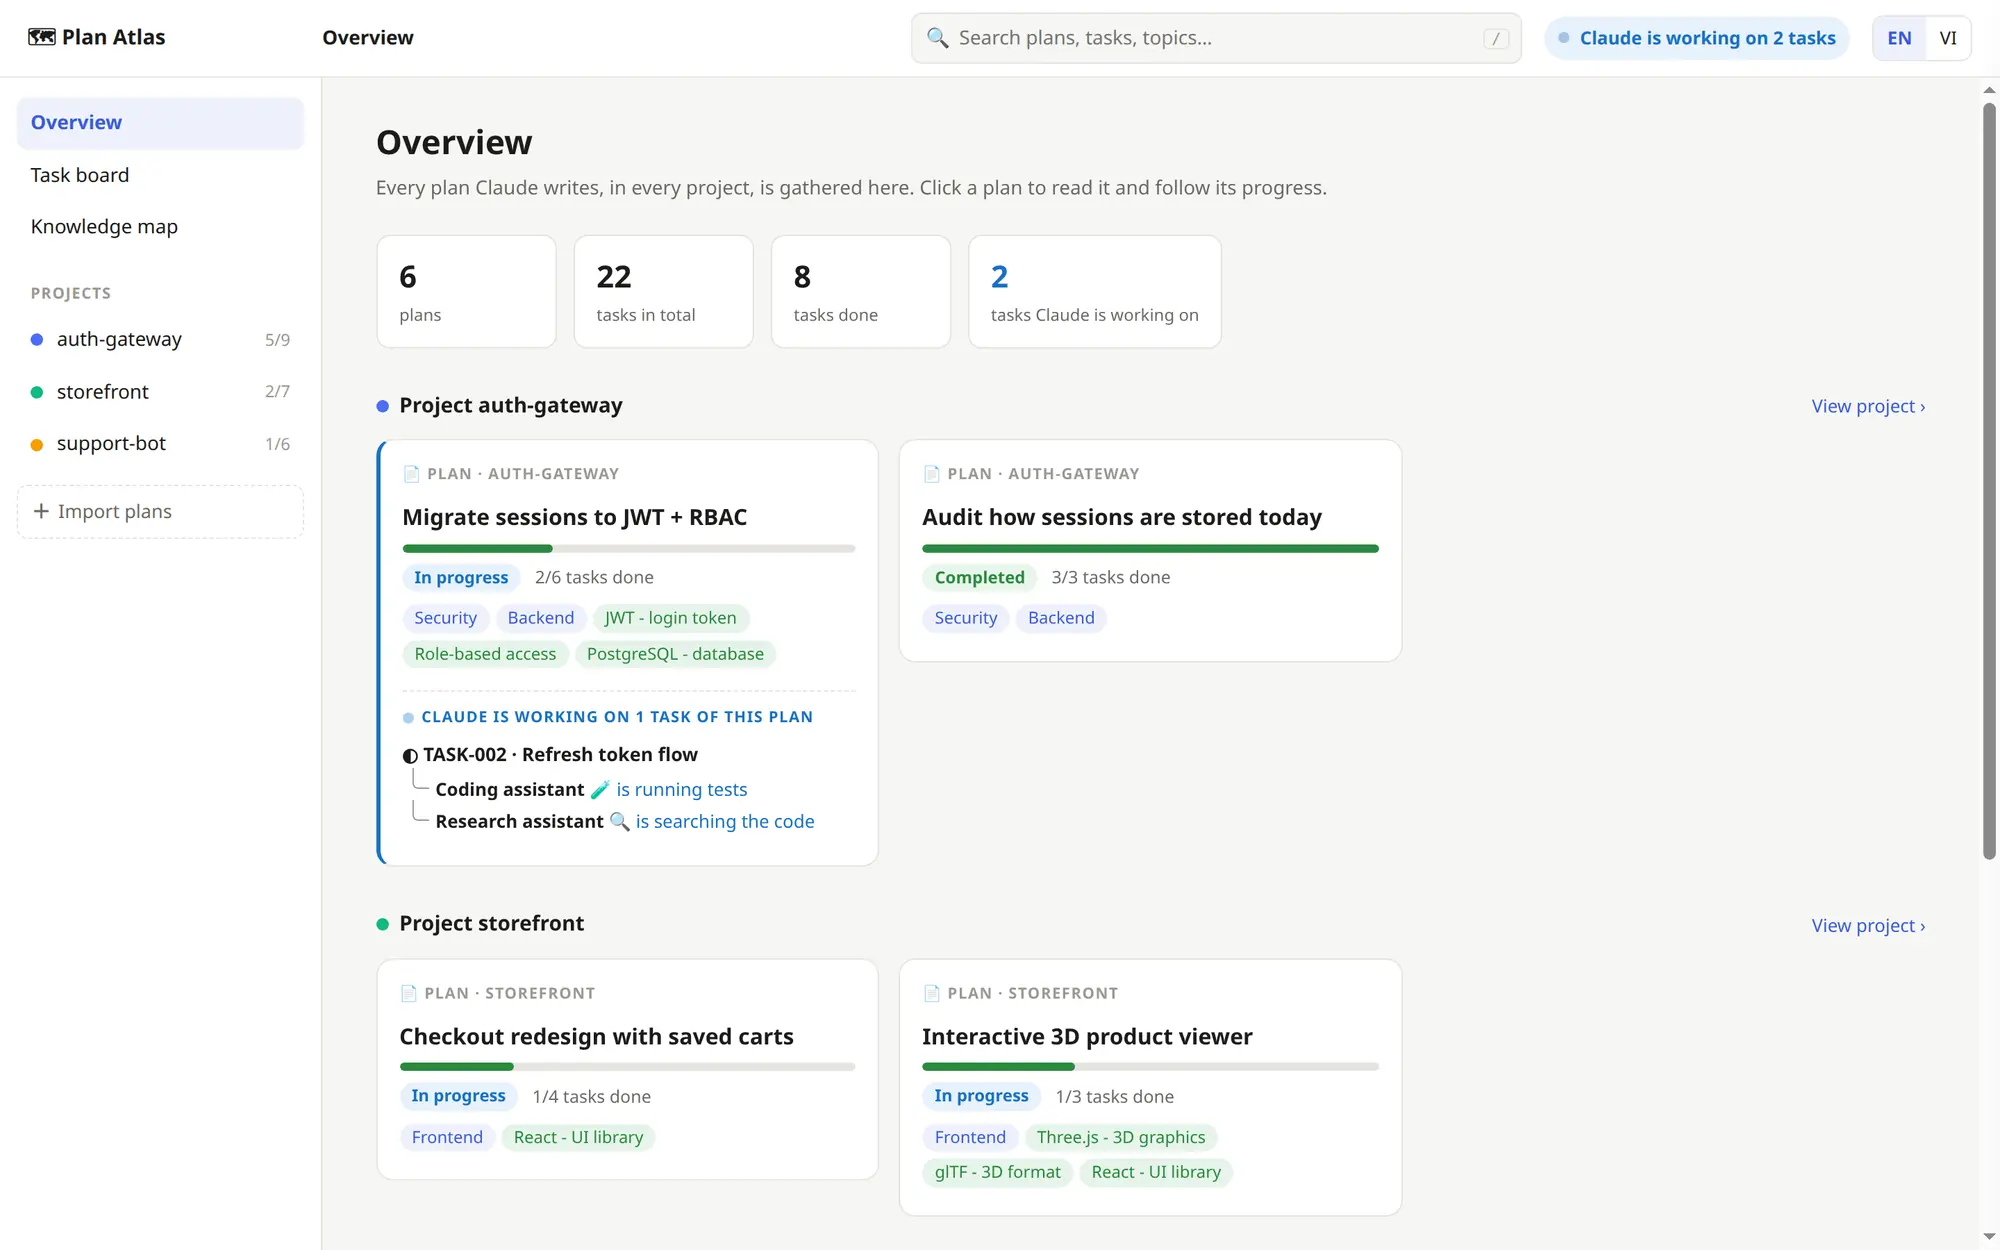 Plan Atlas
Overview
Search plans, tasks, topics...
/
Claude is working on 2 tasks
EN
VI
Overview
Task board
Knowledge map
PROJECTS
auth-gateway 5/9
storefront 2/7
support-bot 1/6
+ Import plans
Overview
Every plan Claude writes, in every project, is gathered here. Click a plan to read it and follow its progress.
6
plans
22
tasks in total
8
tasks done
2
tasks Claude is working on
Project auth-gateway
View project ›
PLAN · AUTH-GATEWAY
Migrate sessions to JWT + RBAC
In progress 2/6 tasks done
Security Backend JWT - login token
Role-based access PostgreSQL - database
CLAUDE IS WORKING ON 1 TASK OF THIS PLAN
TASK-002 · Refresh token flow
Coding assistant is running tests
Research assistant is searching the code
PLAN · AUTH-GATEWAY
Audit how sessions are stored today
Completed 3/3 tasks done
Security Backend
Project storefront
View project ›
PLAN · STOREFRONT
Checkout redesign with saved carts
In progress 1/4 tasks done
Frontend React - UI library
PLAN · STOREFRONT
Interactive 3D product viewer
In progress 1/3 tasks done
Frontend Three.js - 3D graphics
glTF - 3D format React - UI library